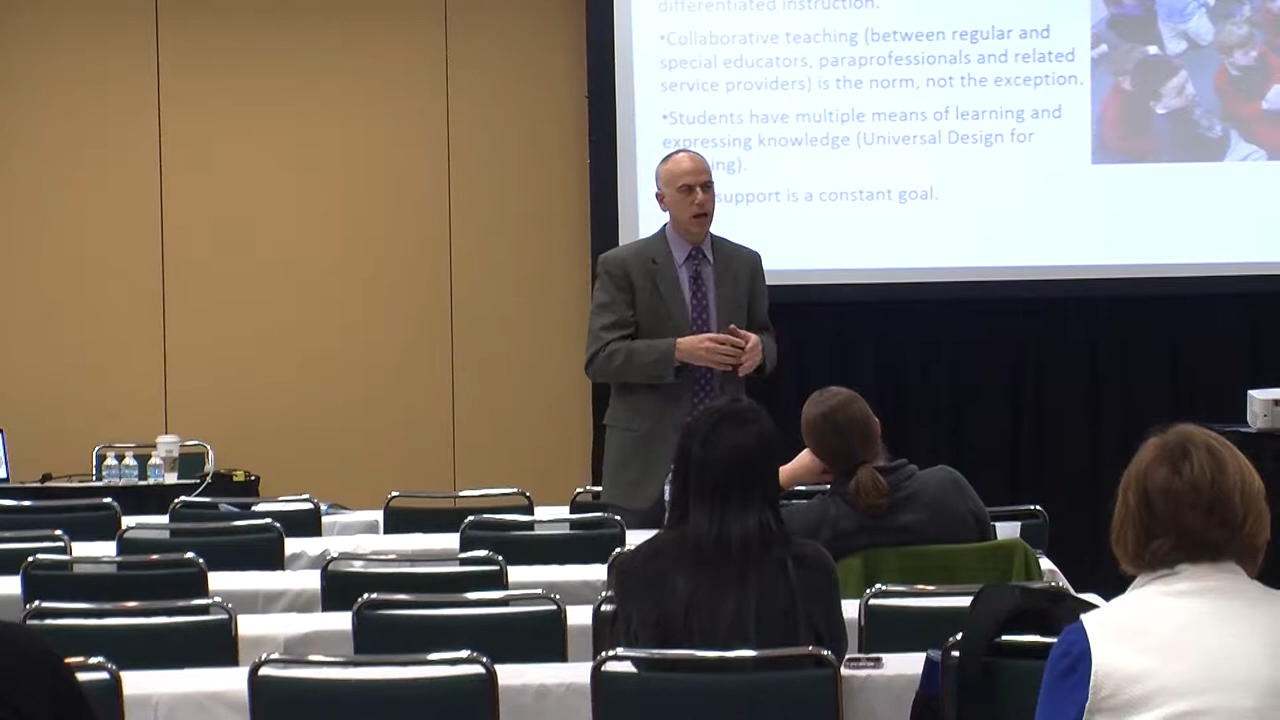 differentiated instruction.
•Collaborative teaching (between regular and
special educators, paraprofessionals and related
service providers) is the norm, not the exception.
•Students have multiple means of learning and
expressing knowledge (Universal Design for
ing).
support is a constant goal.